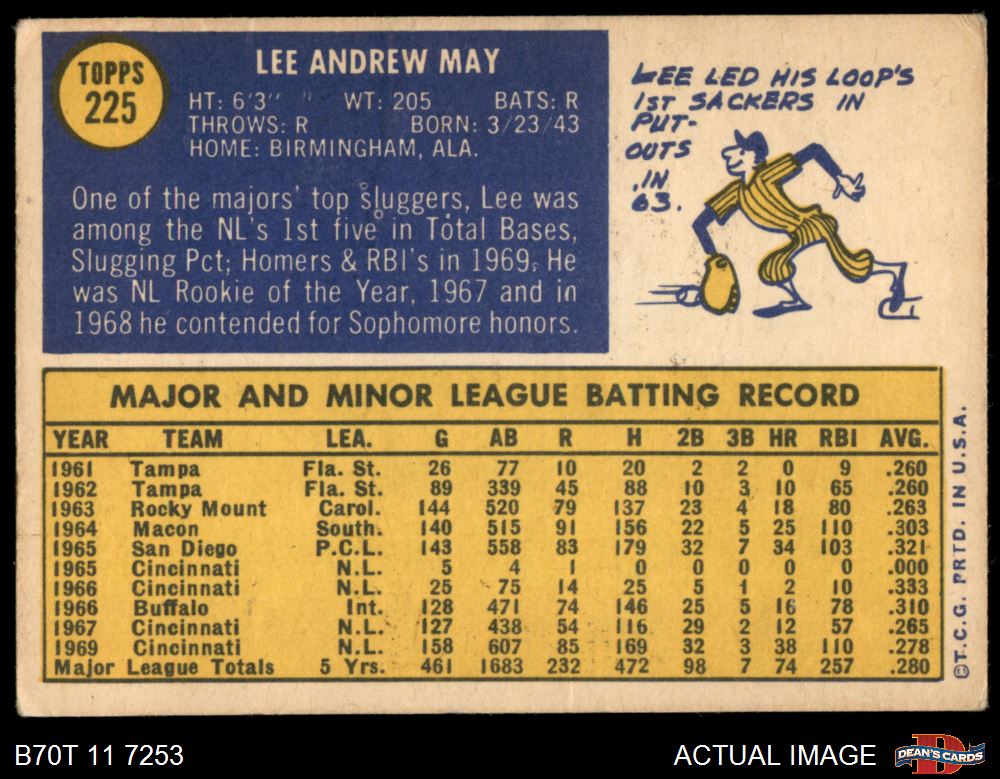 TOPPS
225
LEE ANDREW MAY
HT: 6'3" WT: 205 BATS: R
THROWS: R BORN: 3/23/43
HOME: BIRMINGHAM, ALA.
One of the majors' top sluggers, Lee was
among the NL's 1st five in Total Bases,
Slugging Pct; Homers & RBI's in 1969. He
was NL Rookie of the Year, 1967 and in
1968 he contended for Sophomore honors.
LEE LED HIS LOOP'S
1ST SACKERS IN
PUT-
OUTS
IN
63.
MAJOR AND MINOR LEAGUE BATTING RECORD
YEAR TEAM LEA. G AB R H 2B 3B HR RBI AVG.
1961 Tampa Fla. St. 26 77 10 20 2 2 0 9 .260
1962 Tampa Fla. St. 89 339 45 88 10 3 10 65 .260
1963 Rocky Mount Carol. 144 520 79 137 23 4 18 80 .263
1964 Macon South. 140 515 91 156 22 5 25 110 .303
1965 San Diego P.C.L. 143 558 83 179 32 7 34 103 .321
1965 Cincinnati N.L. 5 4 1 0 0 0 0 0 .000
1966 Cincinnati N.L. 25 75 14 25 5 1 2 10 .333
1966 Buffalo Int. 128 471 74 146 25 5 16 78 .310
1967 Cincinnati N.L. 127 438 54 116 29 2 12 57 .265
1969 Cincinnati N.L. 158 607 85 169 32 3 38 110 .278
Major League Totals 5 Yrs. 461 1683 232 472 98 7 74 257 .280
©T.C.G. PRTD. IN U.S.A.
B70T 11 7253
ACTUAL IMAGE
DEAN'S CARDS